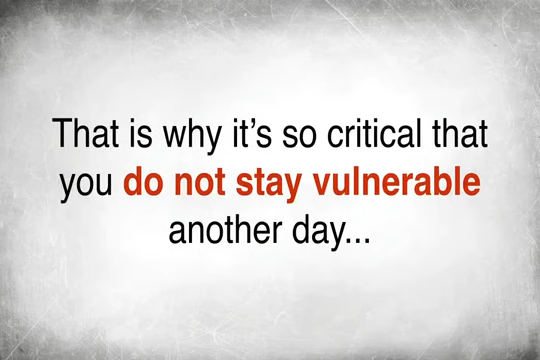 That is why it’s so critical that
you do not stay vulnerable
another day...